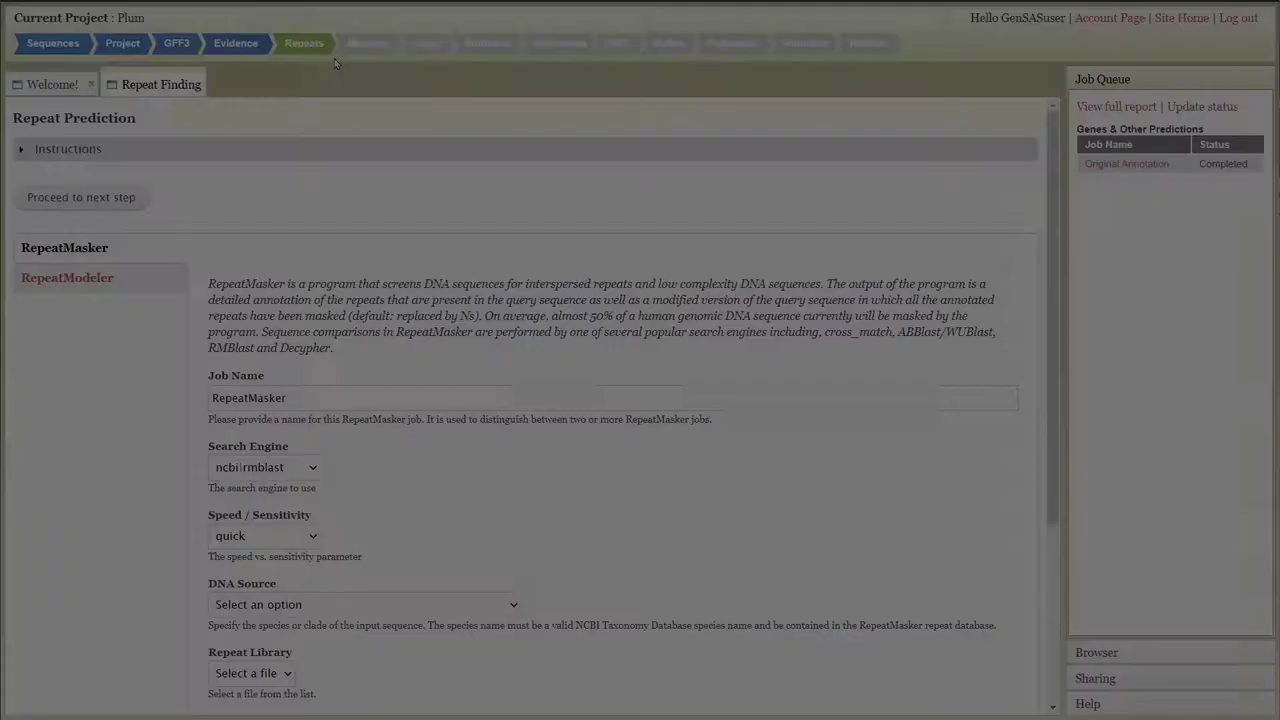 Current Project : Plum
Hello GenSASuser | Account Page | Site Home | Log out
Sequences Project GFF3 Evidence Repeats
Welcome! × Repeat Finding
Job Queue
View full report | Update status
Genes & Other Predictions
Job Name Status
Original Annotation Completed
Repeat Prediction
Instructions
Proceed to next step
RepeatMasker
RepeatModeler
RepeatMasker is a program that screens DNA sequences for interspersed repeats and low complexity DNA sequences. The output of the program is a
detailed annotation of the repeats that are present in the query sequence as well as a modified version of the query sequence in which all the annotated
repeats have been masked (default: replaced by Ns). On average, almost 50% of a human genomic DNA sequence currently will be masked by the
program. Sequence comparisons in RepeatMasker are performed by one of several popular search engines including, cross_match, ABBlast/WUBlast,
RMBlast and Decypher.
Job Name
RepeatMasker
Please provide a name for this RepeatMasker job. It is used to distinguish between two or more RepeatMasker jobs.
Search Engine
ncbi|rmblast
The search engine to use
Speed / Sensitivity
quick
The speed vs. sensitivity parameter
DNA Source
Select an option
Specify the species or clade of the input sequence. The species name must be a valid NCBI Taxonomy Database species name and be contained in the RepeatMasker repeat database.
Repeat Library
Select a file
Select a file from the list.
Browser
Sharing
Help